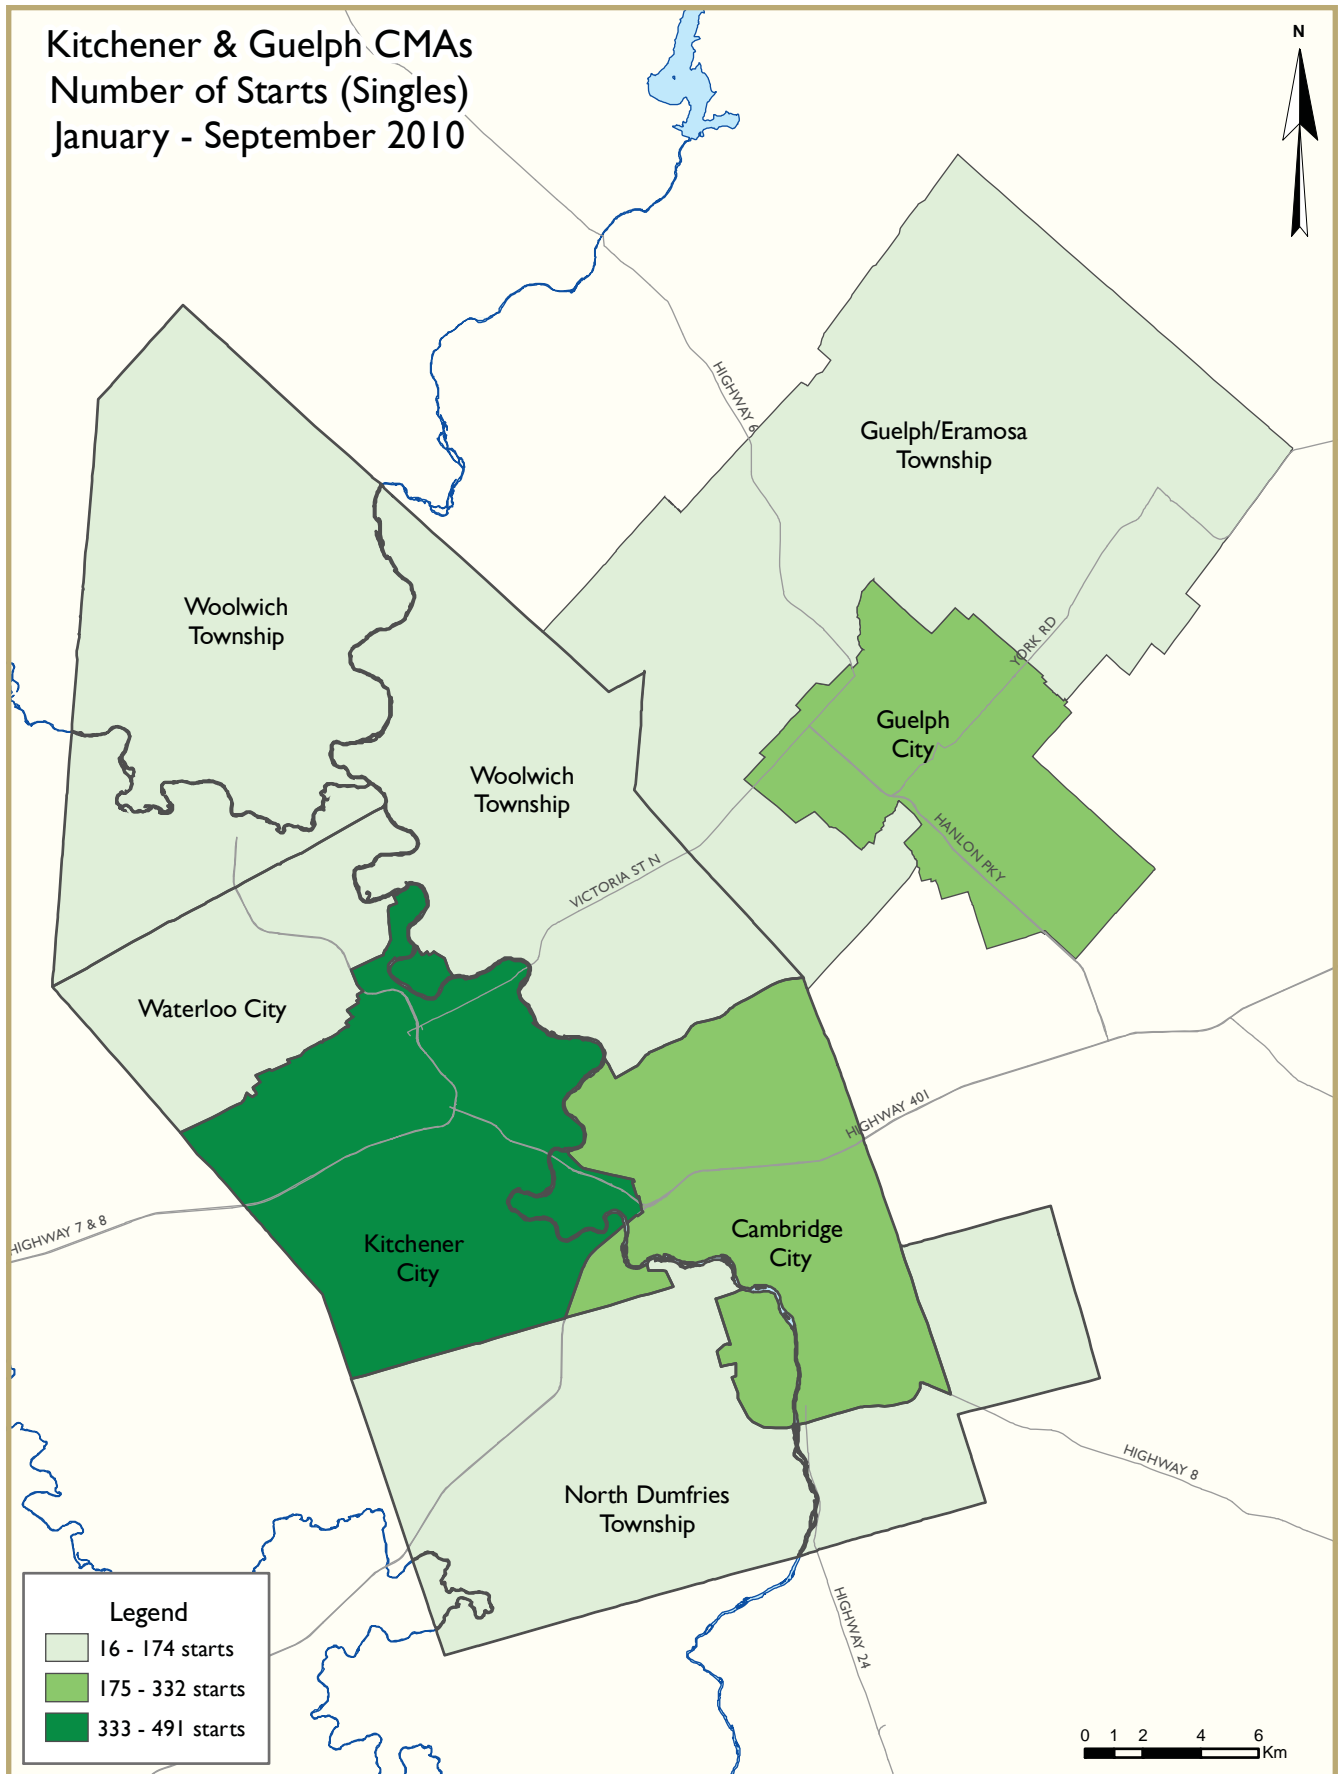 Kitchener & Guelph CMAs
Number of Starts (Singles)
January - September 2010
N
HIGHWAY 6
Guelph/Eramosa
Township
Woolwich
Township
YORK RD
Guelph
City
Woolwich
Township
HANLON PKY
VICTORIA ST N
Waterloo City
HIGHWAY 401
HIGHWAY 7 & 8
Kitchener
City
Cambridge
City
HIGHWAY 8
North Dumfries
Township
HIGHWAY 24
Legend
16 - 174 starts
175 - 332 starts
333 - 491 starts
0 1 2 4 6
Km